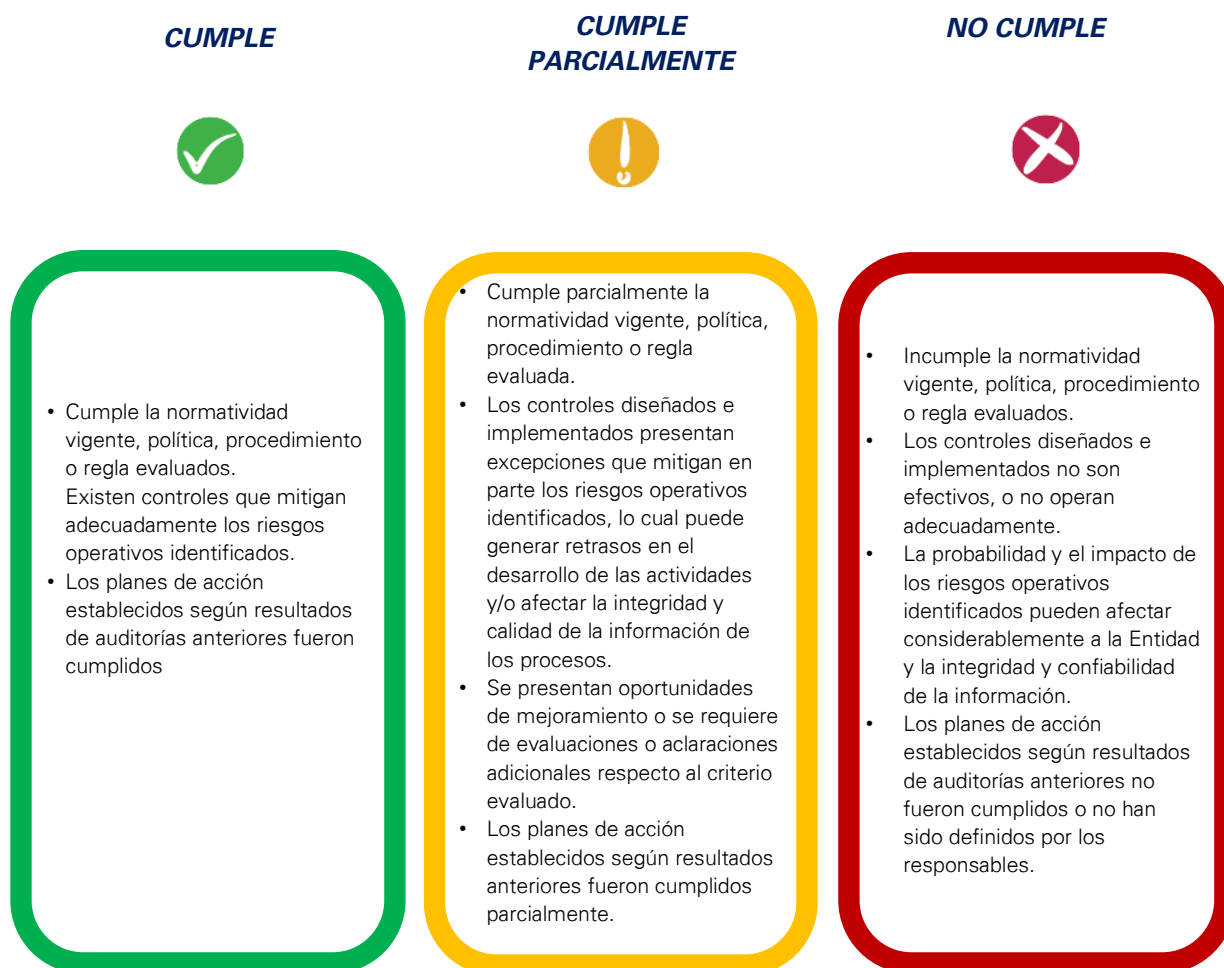 CUMPLE
CUMPLE
PARCIALMENTE
NO CUMPLE
• Cumple la normatividad
vigente, política, procedimiento
o regla evaluados.
Existen controles que mitigan
adecuadamente los riesgos
operativos identificados.
• Los planes de acción
establecidos según resultados
de auditorías anteriores fueron
cumplidos
• Cumple parcialmente la
normatividad vigente, política,
procedimiento o regla
evaluada.
• Los controles diseñados e
implementados presentan
excepciones que mitigan en
parte los riesgos operativos
identificados, lo cual puede
generar retrasos en el
desarrollo de las actividades
y/o afectar la integridad y
calidad de la información de
los procesos.
• Se presentan oportunidades
de mejoramiento o se requiere
de evaluaciones o aclaraciones
adicionales respecto al criterio
evaluado.
• Los planes de acción
establecidos según resultados
anteriores fueron cumplidos
parcialmente.
• Incumple la normatividad
vigente, política, procedimiento
o regla evaluados.
• Los controles diseñados e
implementados no son
efectivos, o no operan
adecuadamente.
• La probabilidad y el impacto de
los riesgos operativos
identificados pueden afectar
considerablemente a la Entidad
y la integridad y confiabilidad
de la información.
• Los planes de acción
establecidos según resultados
de auditorías anteriores no
fueron cumplidos o no han
sido definidos por los
responsables.